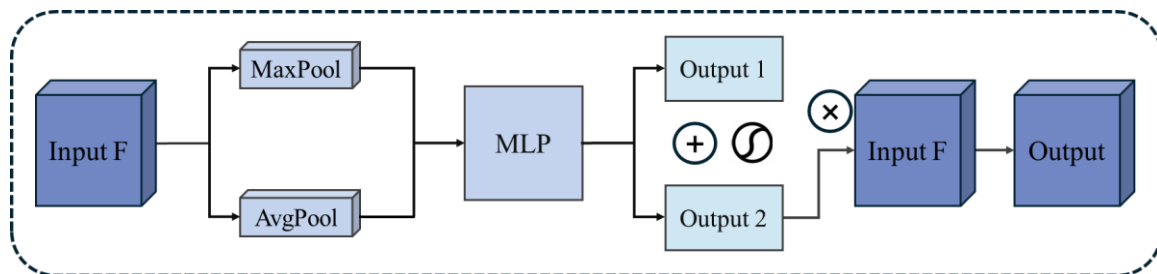 Input F
MaxPool
AvgPool
MLP
Output 1
Output 2
Input F
Output